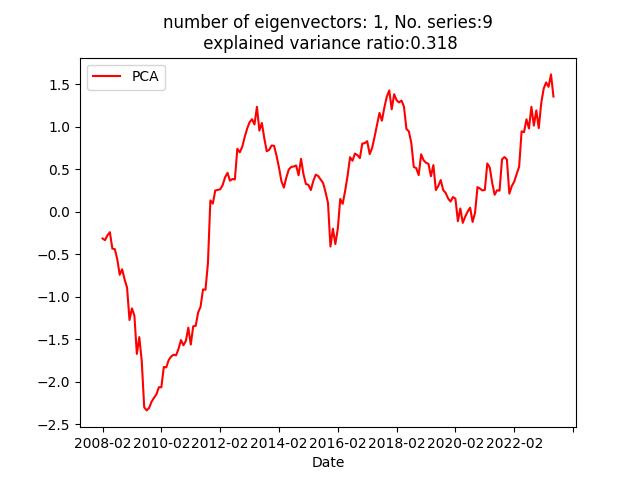 number of eigenvectors: 1, No. series:9
explained variance ratio:0.318
PCA
1.5
1.0
0.5
0.0
−0.5
−1.0
−1.5
−2.0
−2.5
2008-02 2010-02 2012-02 2014-02 2016-02 2018-02 2020-02 2022-02
Date